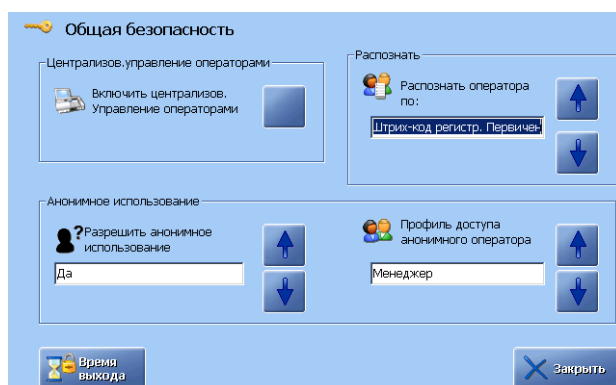 Общая безопасность
Централизов.управление операторами
Включить централизов.
Управление операторами
Распознать
Распознать оператора
по:
Штрих-код регистр. Первичен
Анонимное использование
?Разрешить анонимное
использование
Да
Профиль доступа
анонимного оператора
Менеджер
Время
выхода
Закрыть